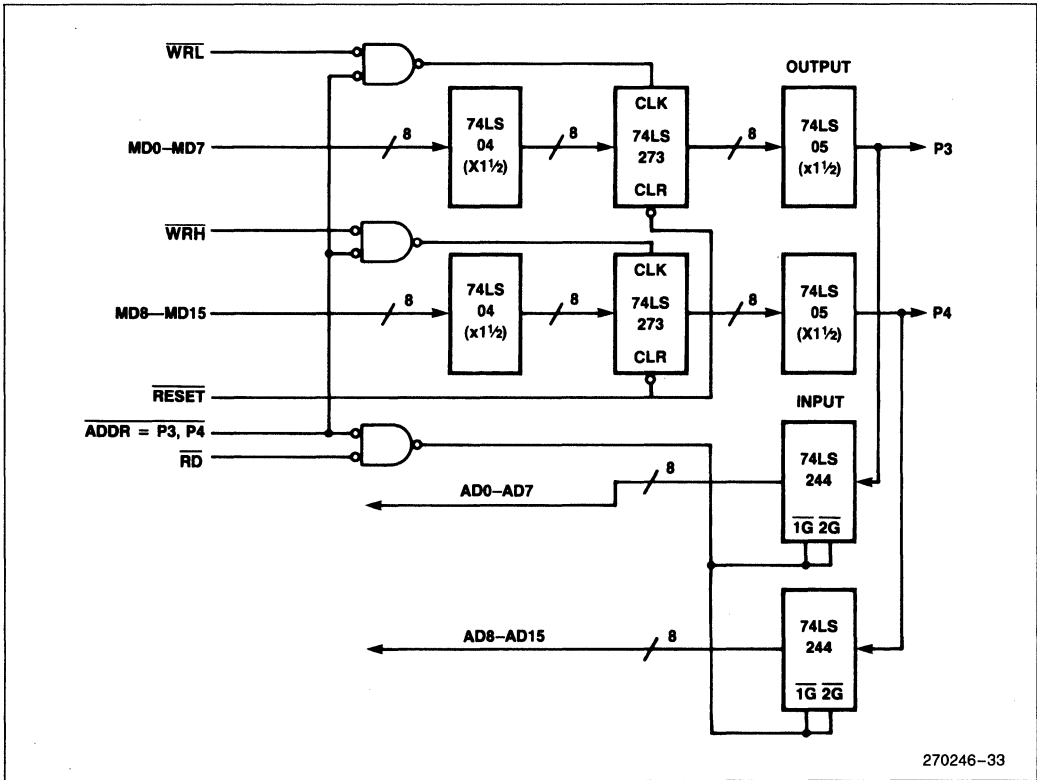 WRL
OUTPUT
CLK
74LS
273
CLR
74LS
04
(X1½)
74LS
05
(x1½)
8
8
8
MD0–MD7
P3
WRH
CLK
74LS
273
CLR
74LS
04
(x1½)
74LS
05
(X1½)
8
8
8
MD8–MD15
P4
RESET
INPUT
ADDR = P3, P4
RD
8
AD0–AD7
74LS
244
1G 2G
8
AD8–AD15
74LS
244
1G 2G
270246–33